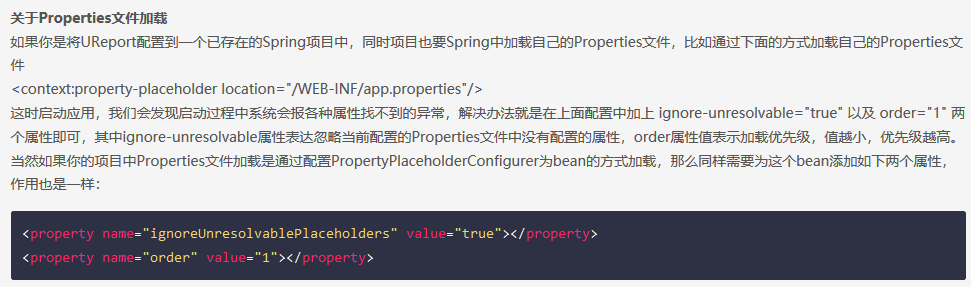 关于Properties文件加载
如果你是将UReport配置到一个已存在的Spring项目中，同时项目也要Spring中加载自己的Properties文件，比如通过下面的方式加载自己的Properties文
件
<context:property-placeholder location="/WEB-INF/app.properties"/>
这时启动应用，我们会发现启动过程中系统会报各种属性找不到的异常，解决办法就是在上面配置中加上 ignore-unresolvable="true" 以及 order="1" 两
个属性即可，其中ignore-unresolvable属性表达忽略当前配置的Properties文件中没有配置的属性，order属性值表示加载优先级，值越小，优先级越高。
当然如果你的项目中Properties文件加载是通过配置PropertyPlaceholderConfigurer为bean的方式加载，那么同样需要为这个bean添加如下两个属性，
作用也是一样：
<property name="ignoreUnresolvablePlaceholders" value="true"></property>
<property name="order" value="1"></property>